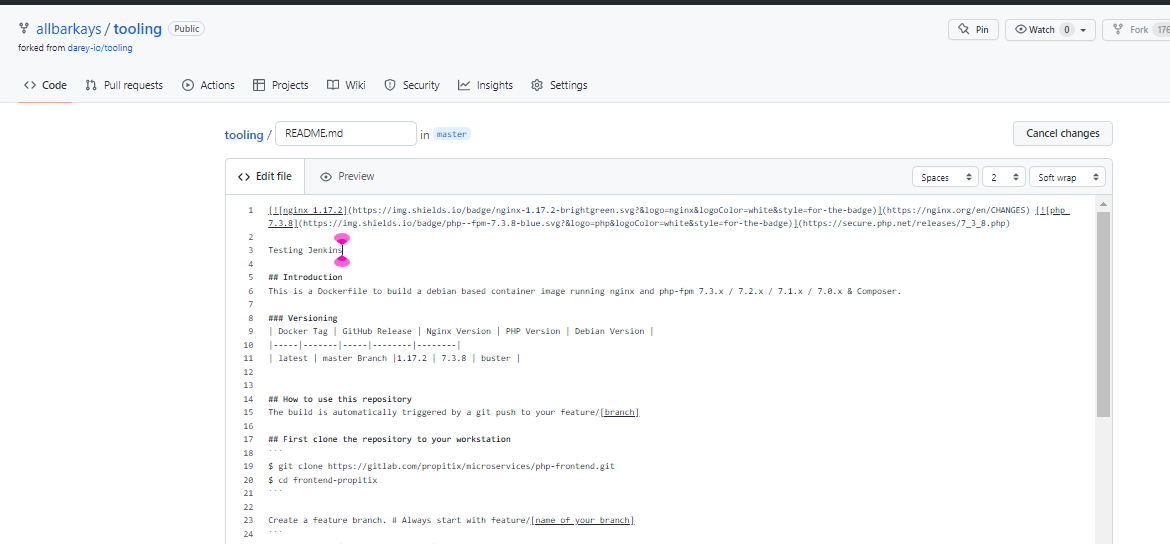 allbarkays / tooling Public
Pin
Watch 0
Fork 176
forked from darey-io/tooling
Code
Pull requests
Actions
Projects
Wiki
Security
Insights
Settings
tooling / README.md in master
Cancel changes
Edit file
Preview
Spaces
2
Soft wrap
1 [![nginx 1.17.2](https://img.shields.io/badge/nginx-1.17.2-brightgreen.svg?&logo=nginx&logoColor=white&style=for-the-badge)](https://nginx.org/en/CHANGES) [![php
7.3.8](https://img.shields.io/badge/php--fpm-7.3.8-blue.svg?&logo=php&logoColor=white&style=for-the-badge)](https://secure.php.net/releases/7_3_8.php)
2
3 Testing Jenkins
4
5 ## Introduction
6 This is a Dockerfile to build a debian based container image running nginx and php-fpm 7.3.x / 7.2.x / 7.1.x / 7.0.x & Composer.
7
8 ### Versioning
9 | Docker Tag | GitHub Release | Nginx Version | PHP Version | Debian Version |
10 |-----|-------|-----|--------|--------|
11 | latest | master Branch |1.17.2 | 7.3.8 | buster |
12
13
14 ## How to use this repository
15 The build is automatically triggered by a git push to your feature/[branch]
16
17 ## First clone the repository to your workstation
18 ```
19 $ git clone https://gitlab.com/propitix/microservices/php-frontend.git
20 $ cd frontend-propitix
21 ```
22
23 Create a feature branch. # Always start with feature/[name_of_your_branch]
24 ```